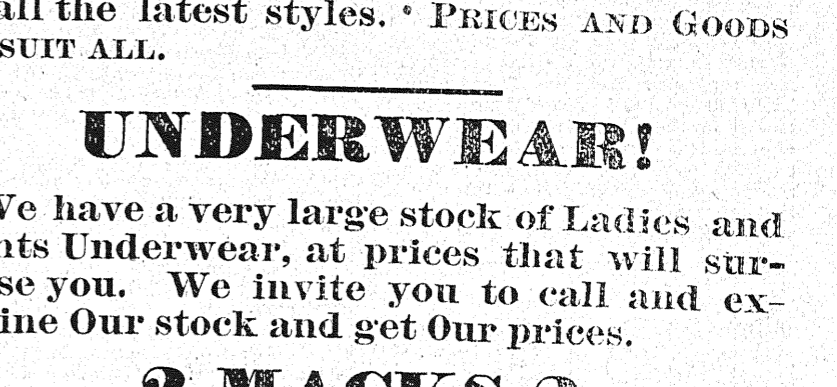 all the latest styles. * PRICES AND GOODS
SUIT ALL.
UNDERWEAR!
We have a very large stock of Ladies and
nts Underwear, at prices that will sur-
se you. We invite you to call and ex-
ine Our stock and get Our prices.